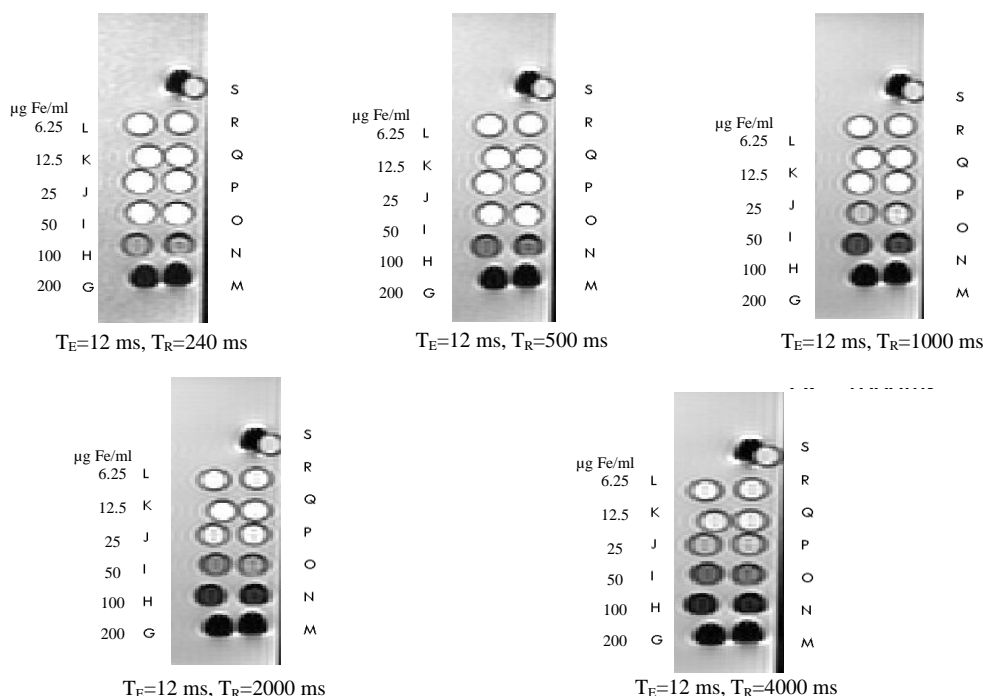 S
µg Fe/ml
6.25 L R
12.5 K Q
25 J P
50 I O
100 H N
200 G M
T_E=12 ms, T_R=240 ms
S
µg Fe/ml
6.25 L R
12.5 K Q
25 J P
50 I O
100 H N
200 G M
T_E=12 ms, T_R=500 ms
S
µg Fe/ml
6.25 L R
12.5 K Q
25 J P
50 I O
100 H N
200 G M
T_E=12 ms, T_R=1000 ms
S
µg Fe/ml
6.25 L R
12.5 K Q
25 J P
50 I O
100 H N
200 G M
T_E=12 ms, T_R=2000 ms
S
µg Fe/ml
6.25 L R
12.5 K Q
25 J P
50 I O
100 H N
200 G M
T_E=12 ms, T_R=4000 ms